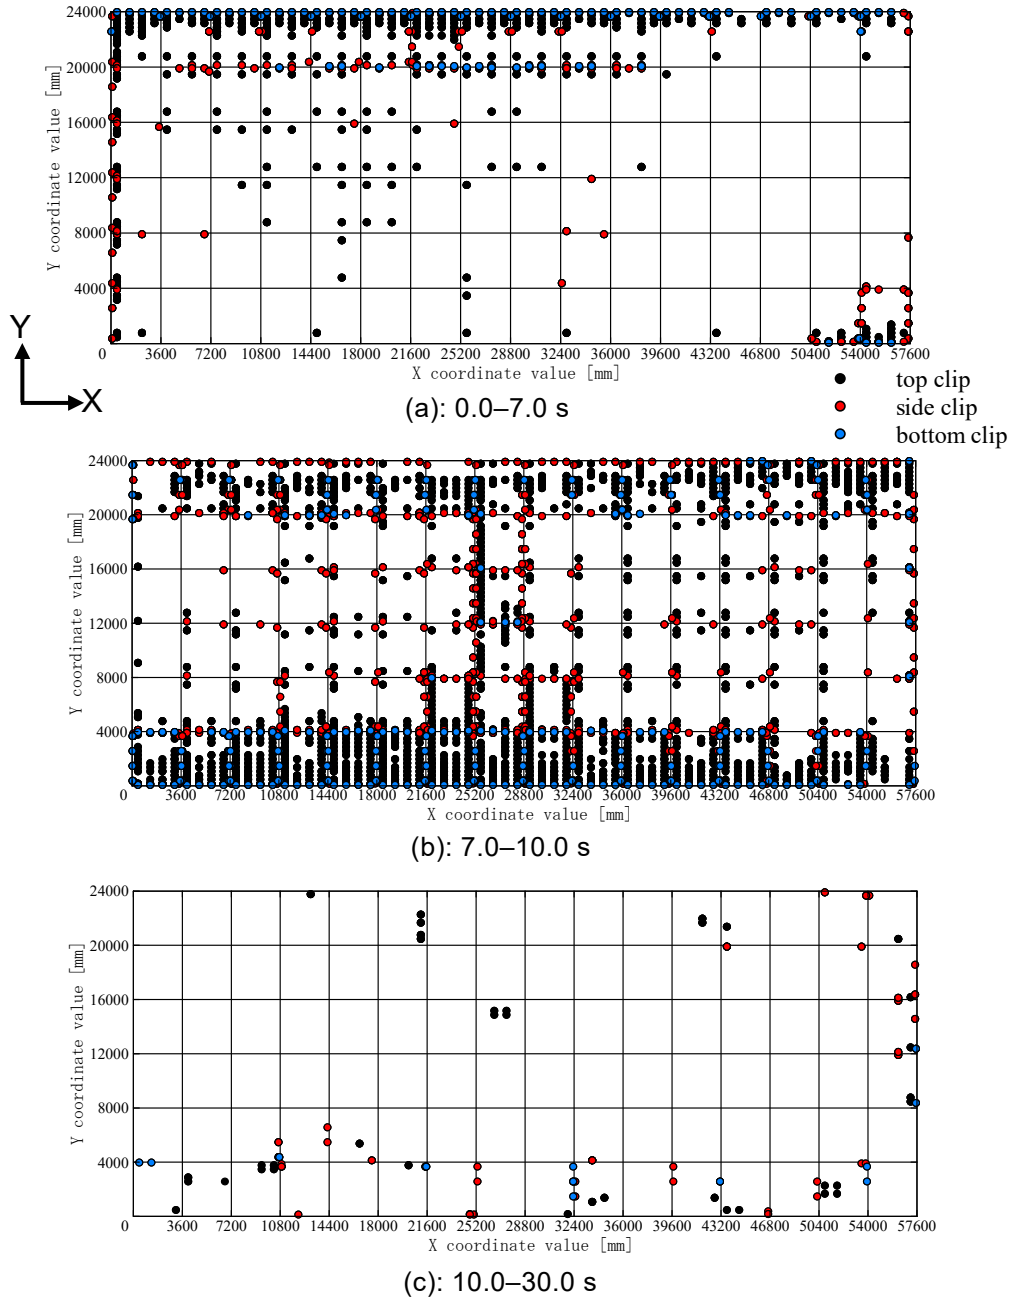 24000
20000
16000
12000
8000
4000
Y coordinate value [mm]
0 3600 7200 10800 14400 18000 21600 25200 28800 32400 36000 39600 43200 46800 50400 54000 57600
X coordinate value [mm]
Y
X
(a): 0.0–7.0 s
top clip
side clip
bottom clip
24000
20000
16000
12000
8000
4000
Y coordinate value [mm]
0 3600 7200 10800 14400 18000 21600 25200 28800 32400 36000 39600 43200 46800 50400 54000 57600
X coordinate value [mm]
(b): 7.0–10.0 s
24000
20000
16000
12000
8000
4000
Y coordinate value [mm]
0 3600 7200 10800 14400 18000 21600 25200 28800 32400 36000 39600 43200 46800 50400 54000 57600
X coordinate value [mm]
(c): 10.0–30.0 s